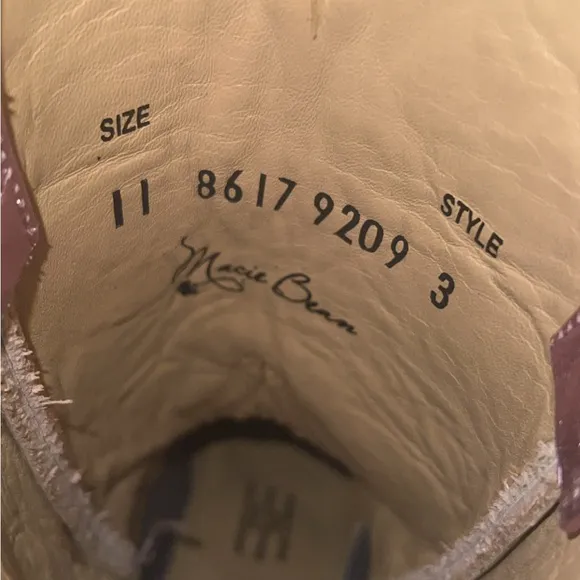 SIZE
STYLE
11 8617 9209 3
Macie Bean